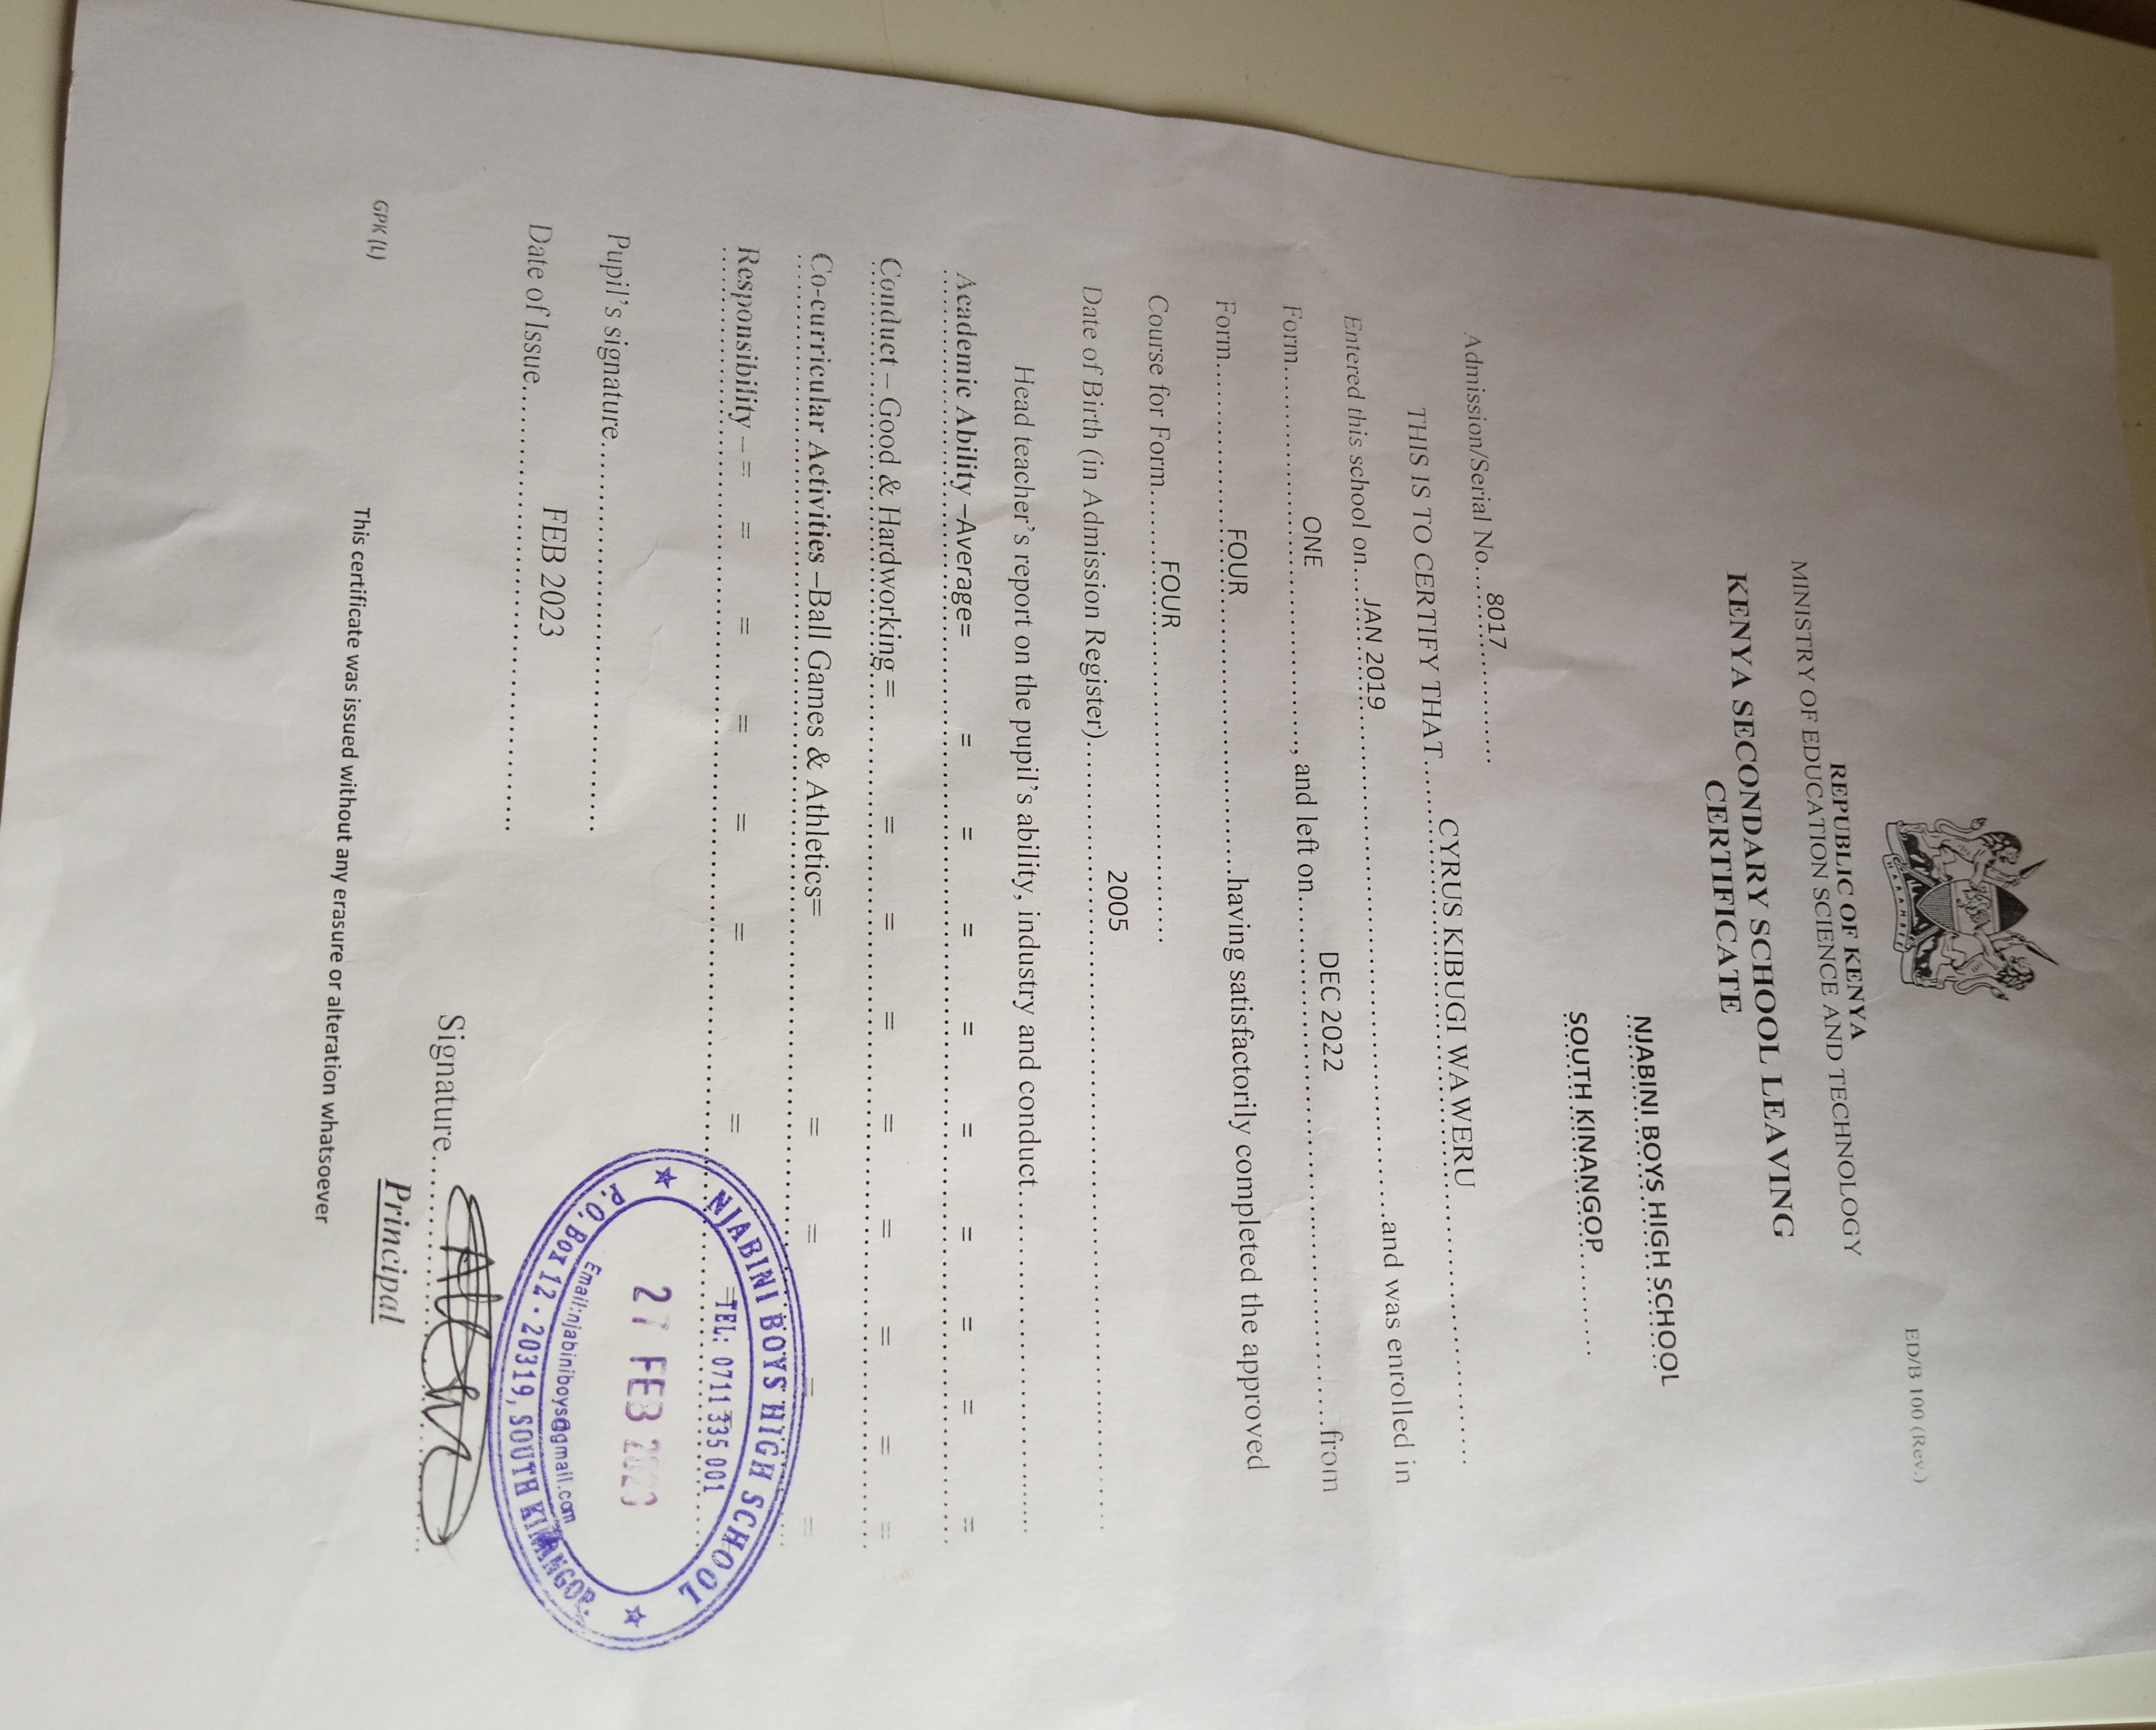 ED/B 100 (Rev.)
HARAMBEE
REPUBLIC OF KENYA
MINISTRY OF EDUCATION SCIENCE AND TECHNOLOGY
KENYA SECONDARY SCHOOL LEAVING
CERTIFICATE
NJABINI BOYS HIGH SCHOOL
SOUTH KINANGOP
Admission/Serial No....8017
THIS IS TO CERTIFY THAT......CYRUS KIBUGI WAWERU
Entered this school on....JAN 2019....and was enrolled in
Form....ONE...., and left on....DEC 2022....from
Form....FOUR....having satisfactorily completed the approved
Course for Form....FOUR....
Date of Birth (in Admission Register)....2005....
Head teacher's report on the pupil's ability, industry and conduct....
Academic Ability –Average= = = = = = = = = =
Conduct – Good & Hardworking = = = = = = = = =
Co-curricular Activities –Ball Games & Athletics= = = = =
Responsibility – = = = = = = = =
Pupil's signature....
Date of Issue....FEB 2023
NJABINI BOYS HIGH SCHOOL
TEL: 0711 335 001
27 FEB 2023
Email:njabiniboys@gmail.com
P. O. Box 12 - 20319, SOUTH KINANGOP.
Signature....
Principal
This certificate was issued without any erasure or alteration whatsoever
GPK (L)